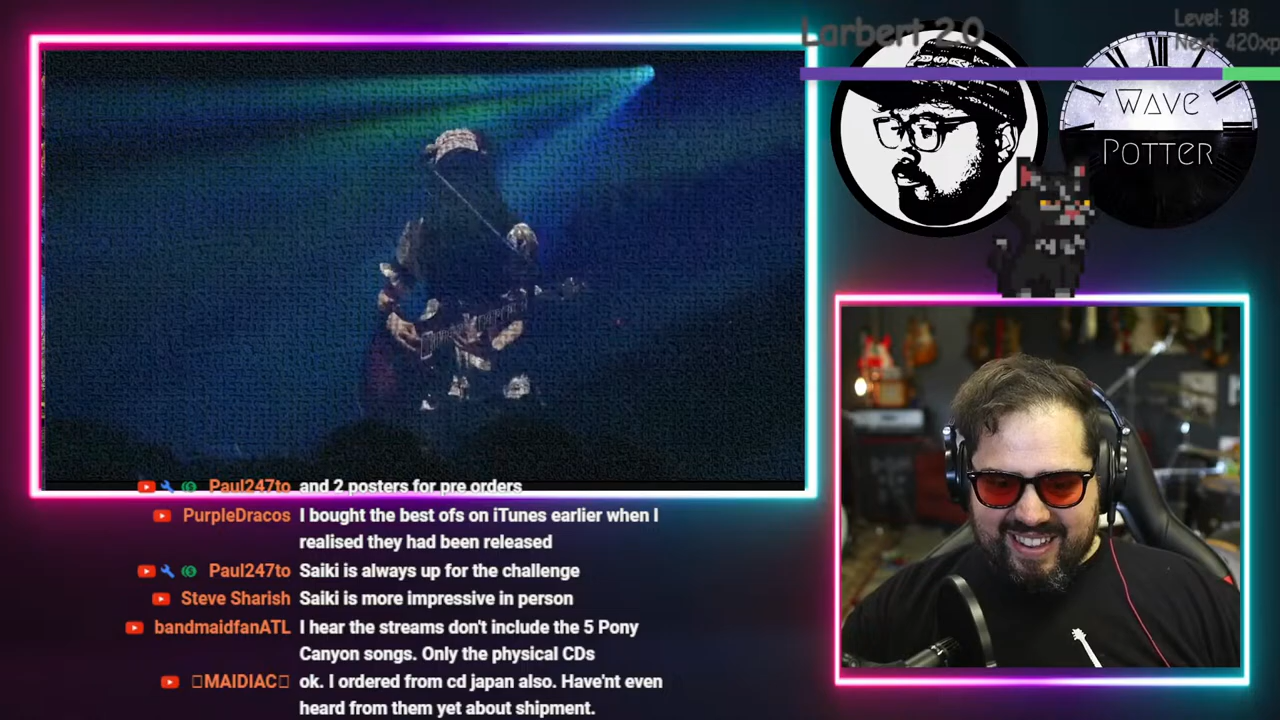 Larbert 2.0
Level: 18
Next: 420xp
WAVE
POTTER
Paul247to and 2 posters for pre orders
PurpleDracos I bought the best ofs on iTunes earlier when I
realised they had been released
Paul247to Saiki is always up for the challenge
Steve Sharish Saiki is more impressive in person
bandmaidfanATL I hear the streams don't include the 5 Pony
Canyon songs. Only the physical CDs
MAIDIAC ok. I ordered from cd japan also. Have'nt even
heard from them yet about shipment.